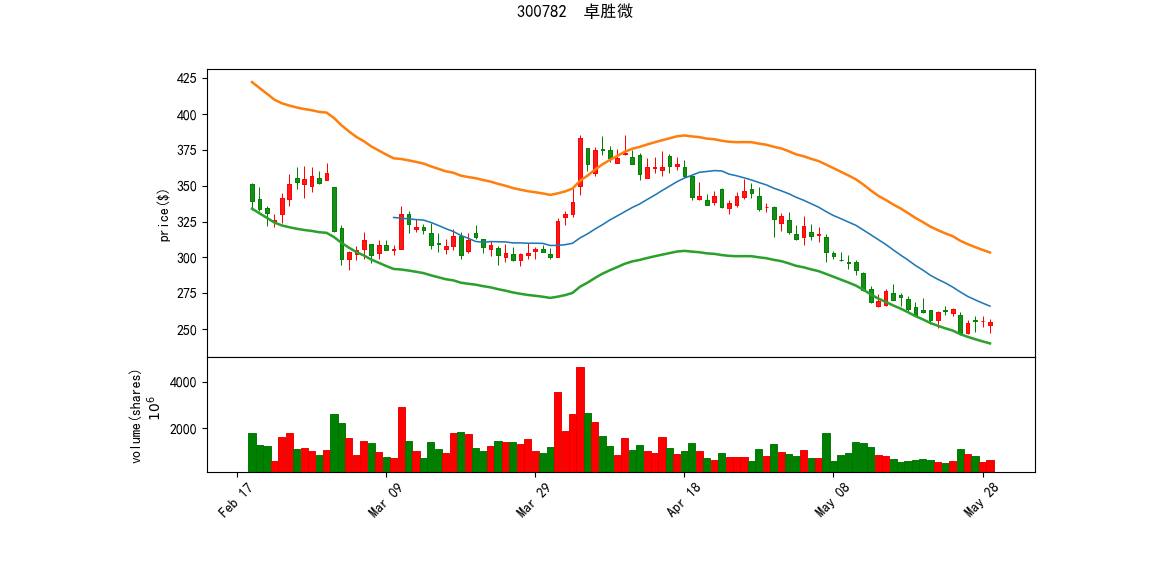 300782 卓胜微
425
400
375
350
325
300
275
250
price($)
4000
2000
volume(shares)
10^6
Feb 17
Mar 09
Mar 29
Apr 18
May 08
May 28